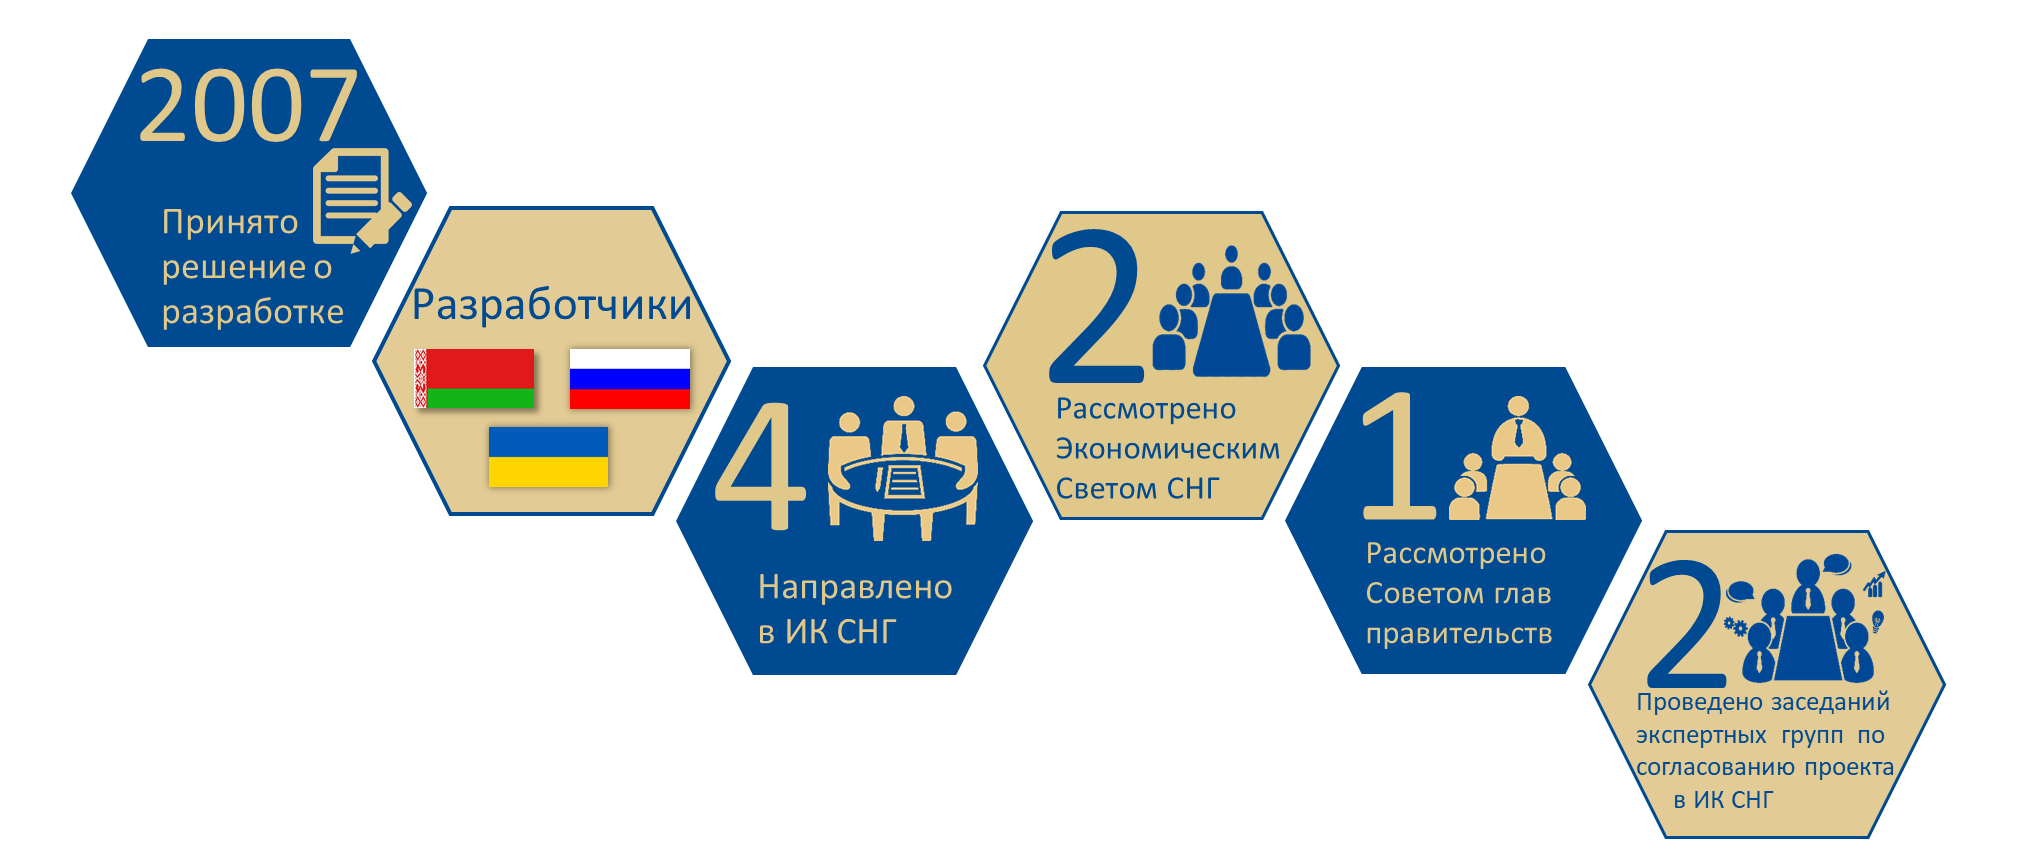 2007
Принято
решение о
разработке
Разработчики
4
Направлено
в ИК СНГ
2
Рассмотрено
Экономическим
Светом СНГ
1
Рассмотрено
Советом глав
правительств
2
Проведено заседаний
экспертных групп по
согласованию проекта
в ИК СНГ